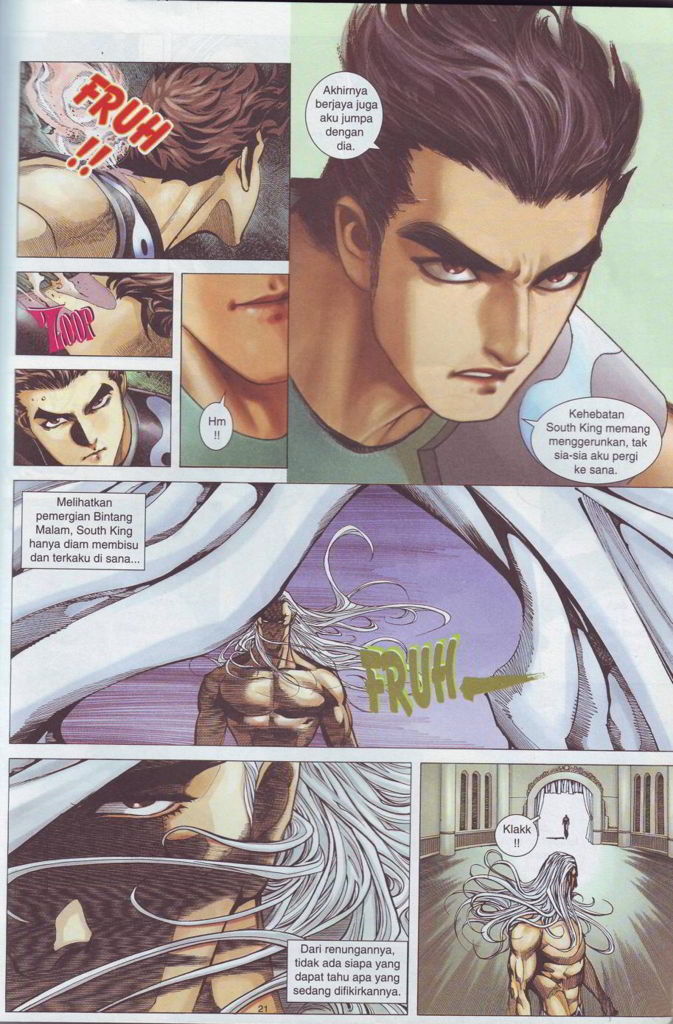 FRUH
!!
Akhirnya
berjaya juga
aku jumpa
dengan
dia.
ZOOP
Hm
!!
Kehebatan
South King memang
menggerunkan, tak
sia-sia aku pergi
ke sana.
Melihatkan
pemergian Bintang
Malam, South King
hanya diam membisu
dan terkaku di sana...
FRUH
Dari renungannya,
tidak ada siapa yang
dapat tahu apa yang
sedang difikirkannya.
Klakk
!!
21